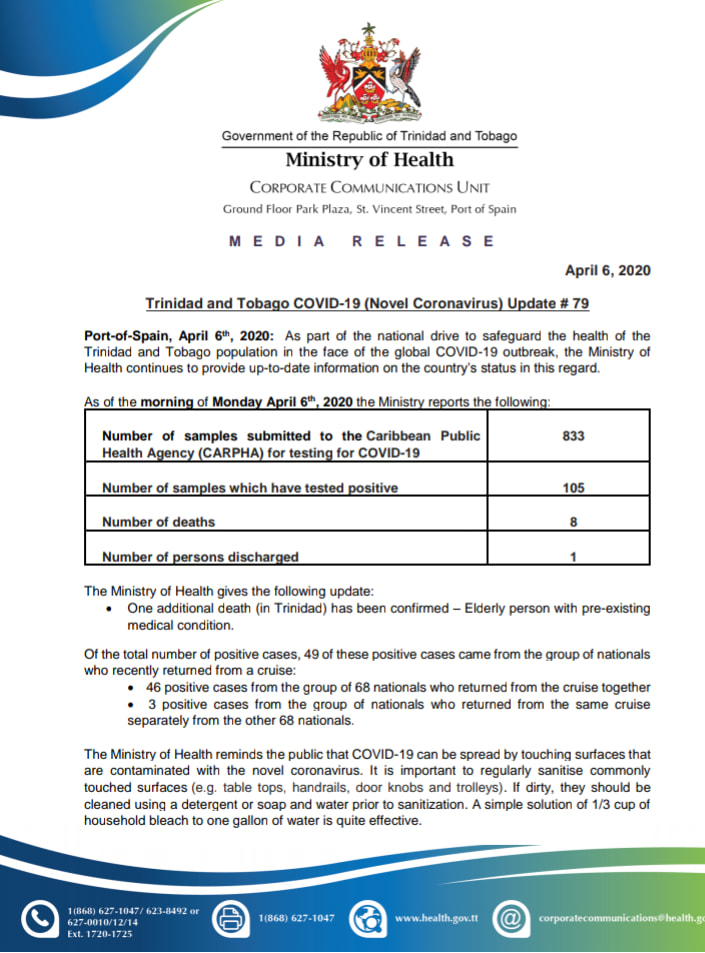 Government of the Republic of Trinidad and Tobago
Ministry of Health
CORPORATE COMMUNICATIONS UNIT
Ground Floor Park Plaza, St. Vincent Street, Port of Spain
MEDIA RELEASE
April 6, 2020
Trinidad and Tobago COVID-19 (Novel Coronavirus) Update # 79
Port-of-Spain, April 6th, 2020: As part of the national drive to safeguard the health of the
Trinidad and Tobago population in the face of the global COVID-19 outbreak, the Ministry of
Health continues to provide up-to-date information on the country's status in this regard.
As of the morning of Monday April 6th, 2020 the Ministry reports the following:
Number of samples submitted to the Caribbean Public
Health Agency (CARPHA) for testing for COVID-19
833
Number of samples which have tested positive
105
Number of deaths
8
Number of persons discharged
1
The Ministry of Health gives the following update:
• One additional death (in Trinidad) has been confirmed – Elderly person with pre-existing
medical condition.
Of the total number of positive cases, 49 of these positive cases came from the group of nationals
who recently returned from a cruise:
• 46 positive cases from the group of 68 nationals who returned from the cruise together
• 3 positive cases from the group of nationals who returned from the same cruise
separately from the other 68 nationals.
The Ministry of Health reminds the public that COVID-19 can be spread by touching surfaces that
are contaminated with the novel coronavirus. It is important to regularly sanitise commonly
touched surfaces (e.g. table tops, handrails, door knobs and trolleys). If dirty, they should be
cleaned using a detergent or soap and water prior to sanitization. A simple solution of 1/3 cup of
household bleach to one gallon of water is quite effective.
1(868) 627-1047/ 623-8492 or
627-0010/12/14
Ext. 1720-1725
1(868) 627-1047
www.health.gov.tt
corporatecommunications@health.go